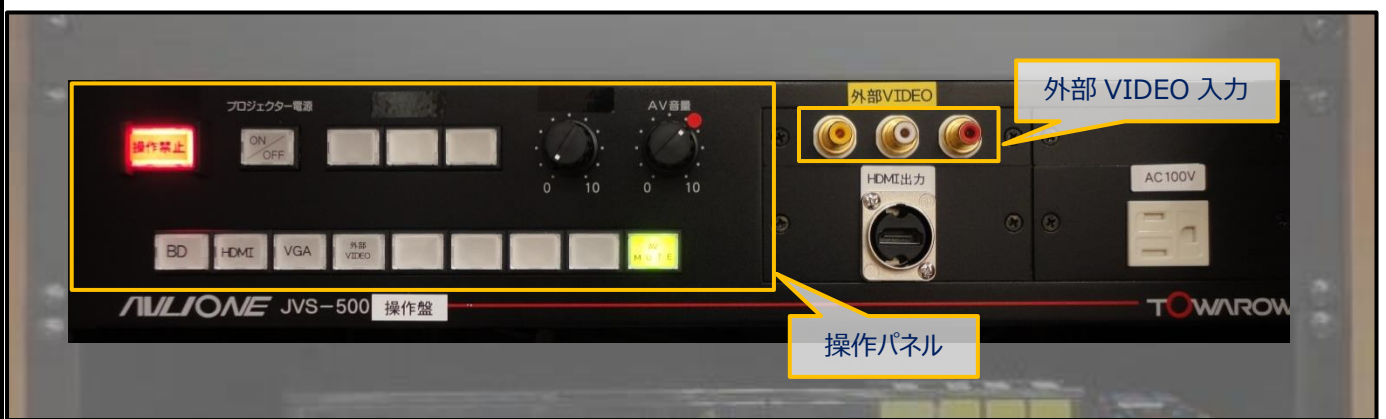 外部 VIDEO 入力
プロジェクター電源
AV音量
外部VIDEO
操作禁止
ON/OFF
0 10
0 10
HDMI出力
AC100V
BD
HDMI
VGA
外部
VIDEO
AV
MUTE
AVLIONE JVS-500 操作盤
TOWAROW
操作パネル